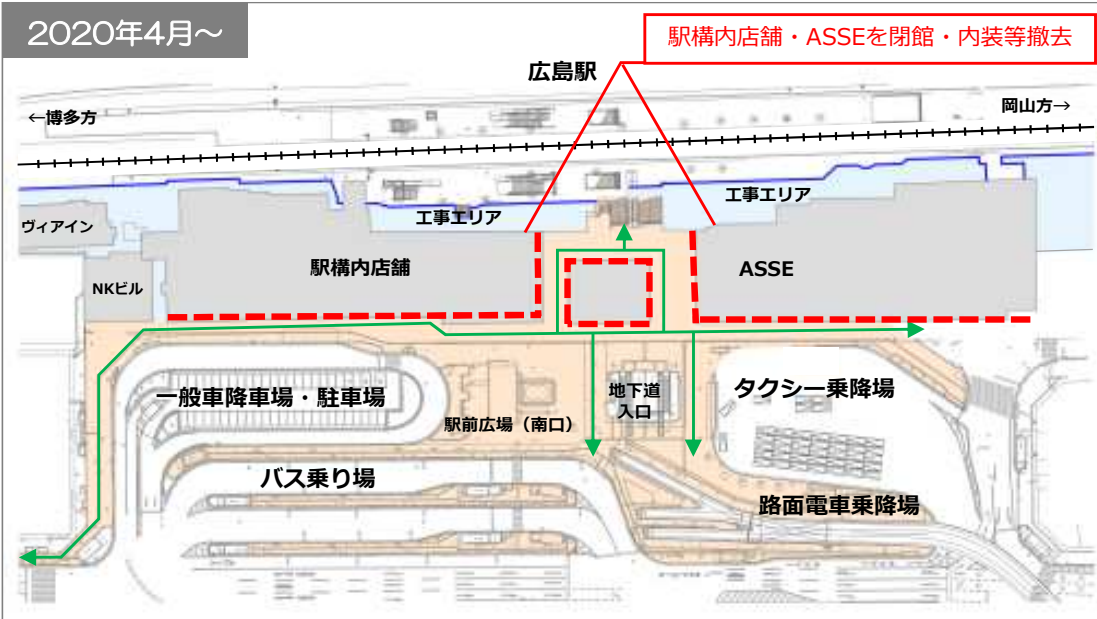 2020年4月～
駅構内店舗・ASSEを閉館・内装等撤去
広島駅
←博多方
岡山方→
工事エリア
工事エリア
ヴィアイン
駅構内店舗
ASSE
NKビル
一般車降車場・駐車場
地下道
入口
タクシー乗降場
駅前広場（南口）
バス乗り場
路面電車乗降場